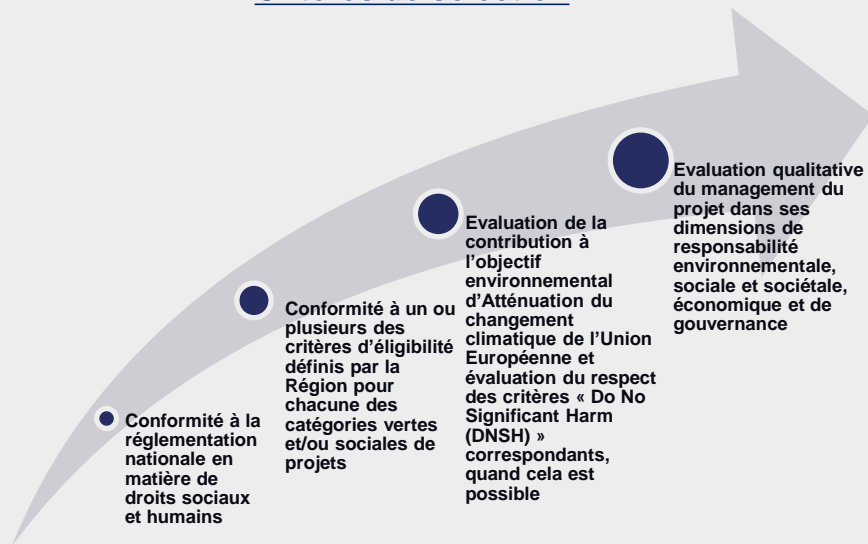 Conformité à la
réglementation
nationale en
matière de
droits sociaux
et humains
Conformité à un ou
plusieurs des
critères d'éligibilité
définis par la
Région pour
chacune des
catégories vertes
et/ou sociales de
projets
Evaluation de la
contribution à
l'objectif
environnemental
d'Atténuation du
changement
climatique de l'Union
Européenne et
évaluation du respect
des critères « Do No
Significant Harm
(DNSH) »
correspondants,
quand cela est
possible
Evaluation qualitative
du management du
projet dans ses
dimensions de
responsabilité
environnementale,
sociale et sociétale,
économique et de
gouvernance